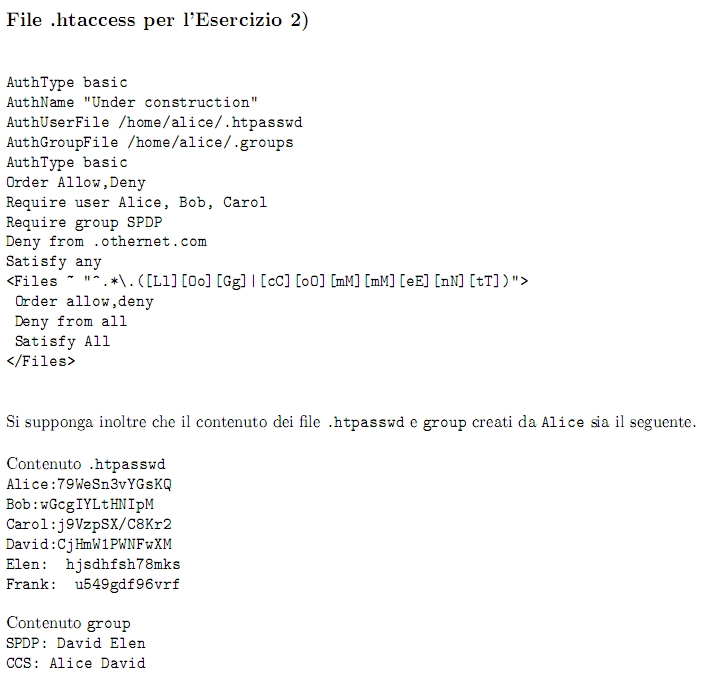 File .htaccess per l'Esercizio 2)
AuthType basic
AuthName "Under construction"
AuthUserFile /home/alice/.htpasswd
AuthGroupFile /home/alice/.groups
AuthType basic
Order Allow,Deny
Require user Alice, Bob, Carol
Require group SPDP
Deny from .othernet.com
Satisfy any
<Files ~ "^.*\.([Ll][Oo][Gg]|[cC][oO][mM][mM][eE][nN][tT])">
Order allow,deny
Deny from all
Satisfy All
</Files>
Si supponga inoltre che il contenuto dei file .htpasswd e group creati da Alice sia il seguente.
Contenuto .htpasswd
Alice:79WeSn3vYGsKQ
Bob:wGcgIYLtHNIpM
Carol:j9VzpSX/C8Kr2
David:CjHmW1PWNFwXM
Elen:  hjsdhfsh78mks
Frank:  u549gdf96vrf
Contenuto group
SPDP: David Elen
CCS: Alice David